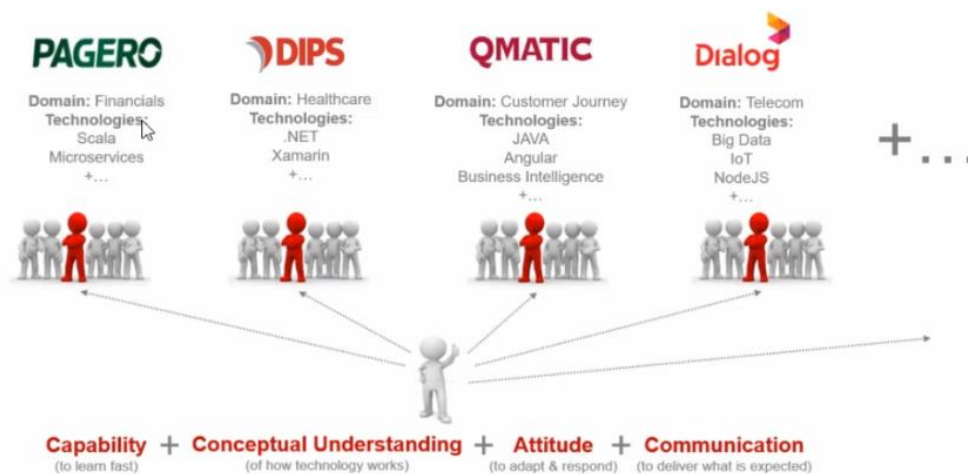 PAGERO
Domain: Financials
Technologies:
Scala
Microservices
+...
DIPS
Domain: Healthcare
Technologies:
.NET
Xamarin
+...
QMATIC
Domain: Customer Journey
Technologies:
JAVA
Angular
Business Intelligence
+...
Dialog
Domain: Telecom
Technologies:
Big Data
IoT
NodeJS
+...
+...
Capability + Conceptual Understanding + Attitude + Communication
(to learn fast) (of how technology works) (to adapt & respond) (to deliver what is expected)